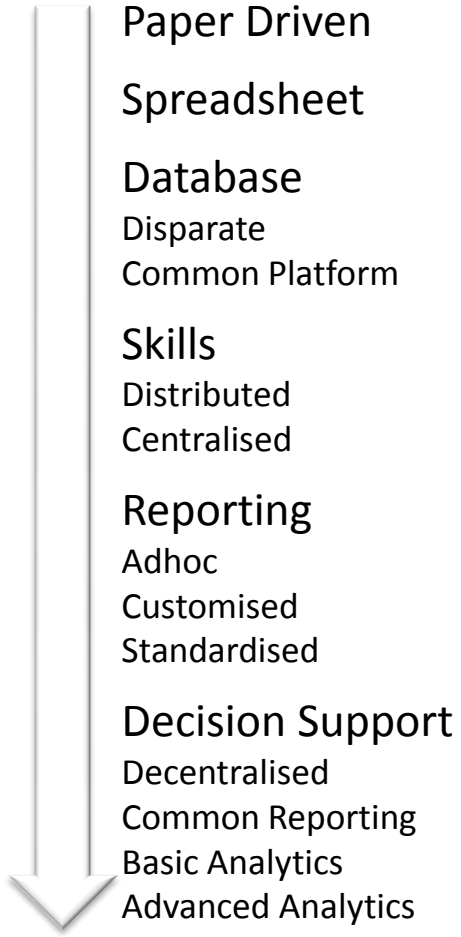 Paper Driven
Spreadsheet
Database
Disparate
Common Platform
Skills
Distributed
Centralised
Reporting
Adhoc
Customised
Standardised
Decision Support
Decentralised
Common Reporting
Basic Analytics
Advanced Analytics